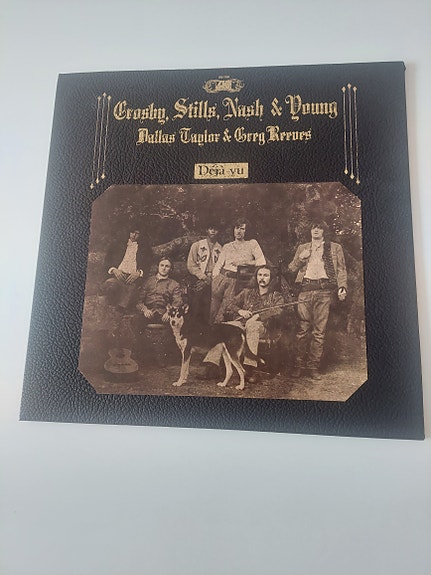 Crosby, Stills, Nash & Young
Dallas Taylor & Greg Reeves
Déjà vu